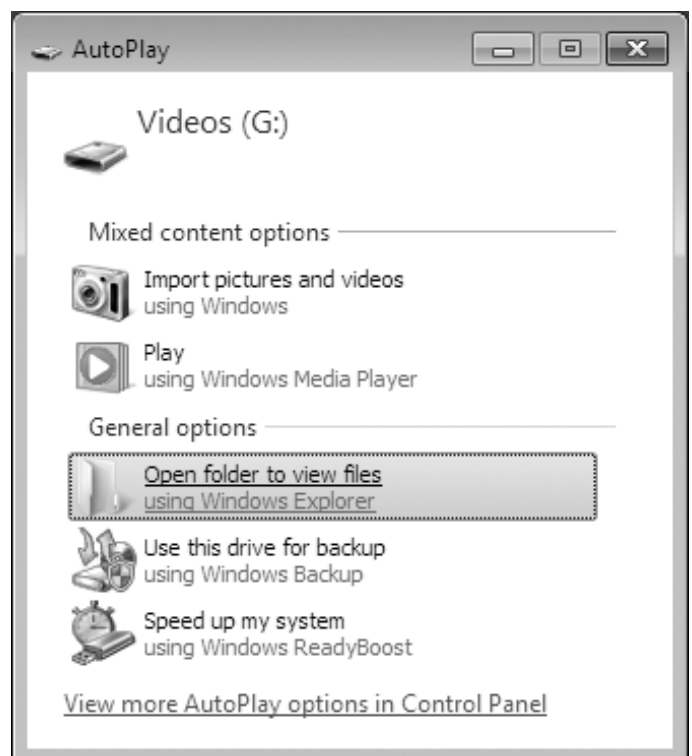 AutoPlay
Videos (G:)
Mixed content options
Import pictures and videos
using Windows
Play
using Windows Media Player
General options
Open folder to view files
using Windows Explorer
Use this drive for backup
using Windows Backup
Speed up my system
using Windows ReadyBoost
View more AutoPlay options in Control Panel